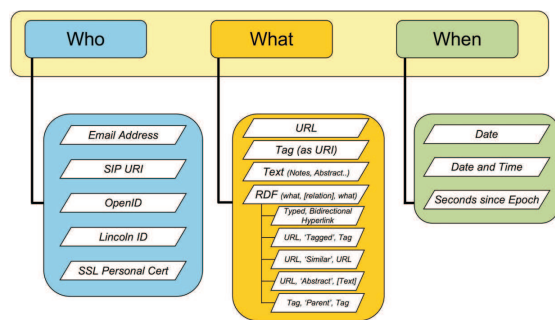 Who
What
When
Email Address
SIP URI
OpenID
Lincoln ID
SSL Personal Cert
URL
Tag (as URI)
Text (Notes, Abstract..)
RDF {what, [relation], what}
Typed, Bidirectional
Hyperlink
URL, ‘Tagged’, Tag
URL, ‘Similar’, URL
URL, ‘Abstract’, [Text]
Tag, ‘Parent’, Tag
Date
Date and Time
Seconds since Epoch